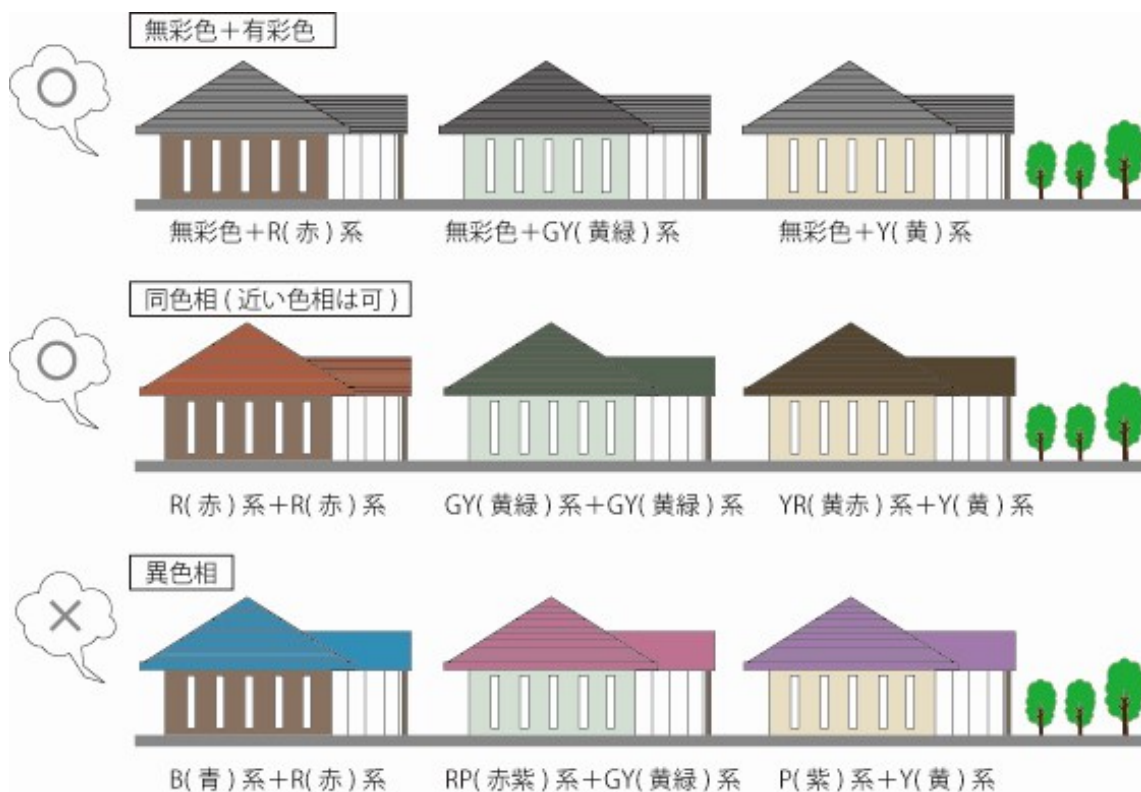 無彩色＋有彩色
無彩色＋R(赤)系
無彩色＋GY(黄緑)系
無彩色＋Y(黄)系
同色相(近い色相は可)
R(赤)系＋R(赤)系
GY(黄緑)系＋GY(黄緑)系
YR(黄赤)系＋Y(黄)系
異色相
B(青)系＋R(赤)系
RP(赤紫)系＋GY(黄緑)系
P(紫)系＋Y(黄)系